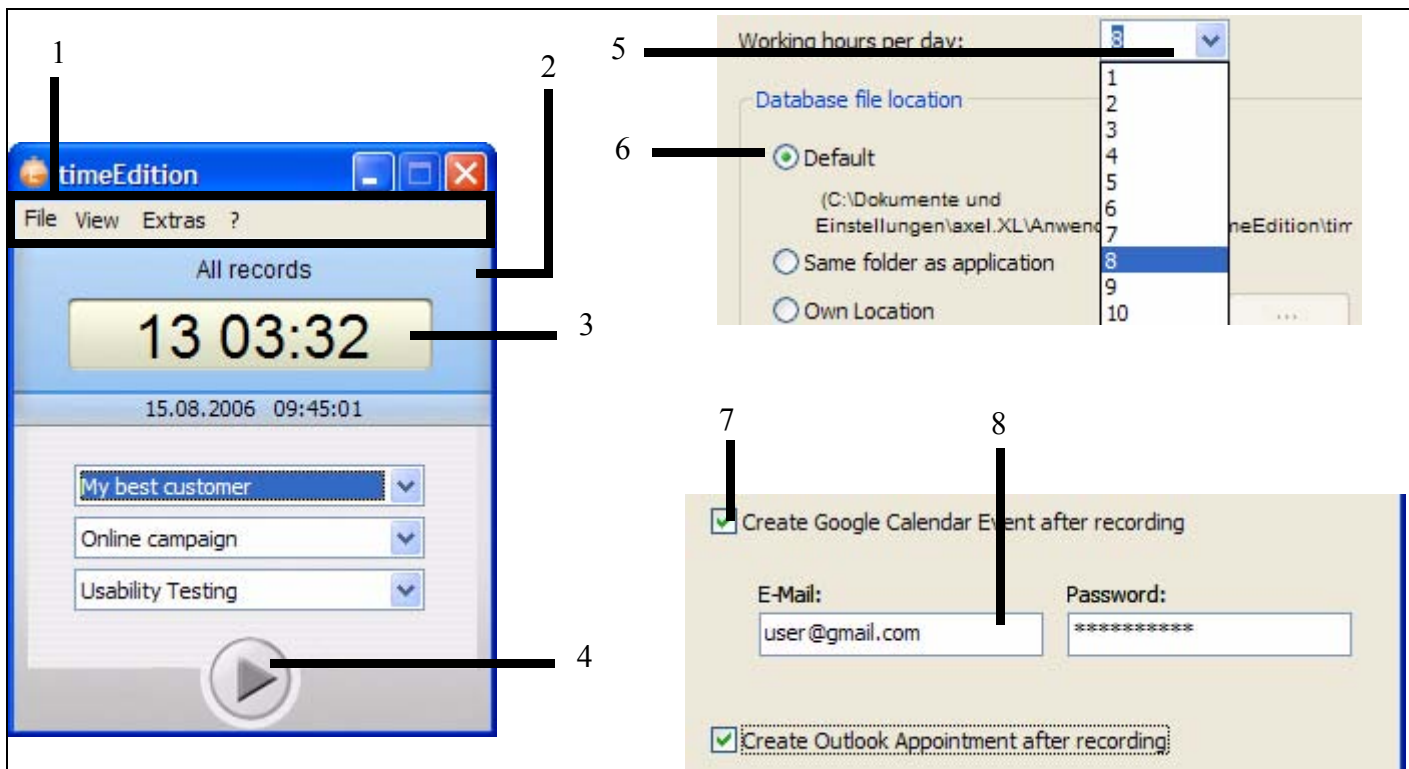 1
2
timeEdition
File View Extras ?
All records
13 03:32
3
15.08.2006 09:45:01
My best customer
Online campaign
Usability Testing
4
Working hours per day:
8
5
1
2
3
4
5
6
7
8
9
10
Database file location
6
Default
(C:\Dokumente und
Einstellungen\axel.XL\Anwend
meEdition\tim
Same folder as application
Own Location
...
7
8
Create Google Calendar Event after recording
E-Mail: Password:
user@gmail.com **********
Create Outlook Appointment after recording